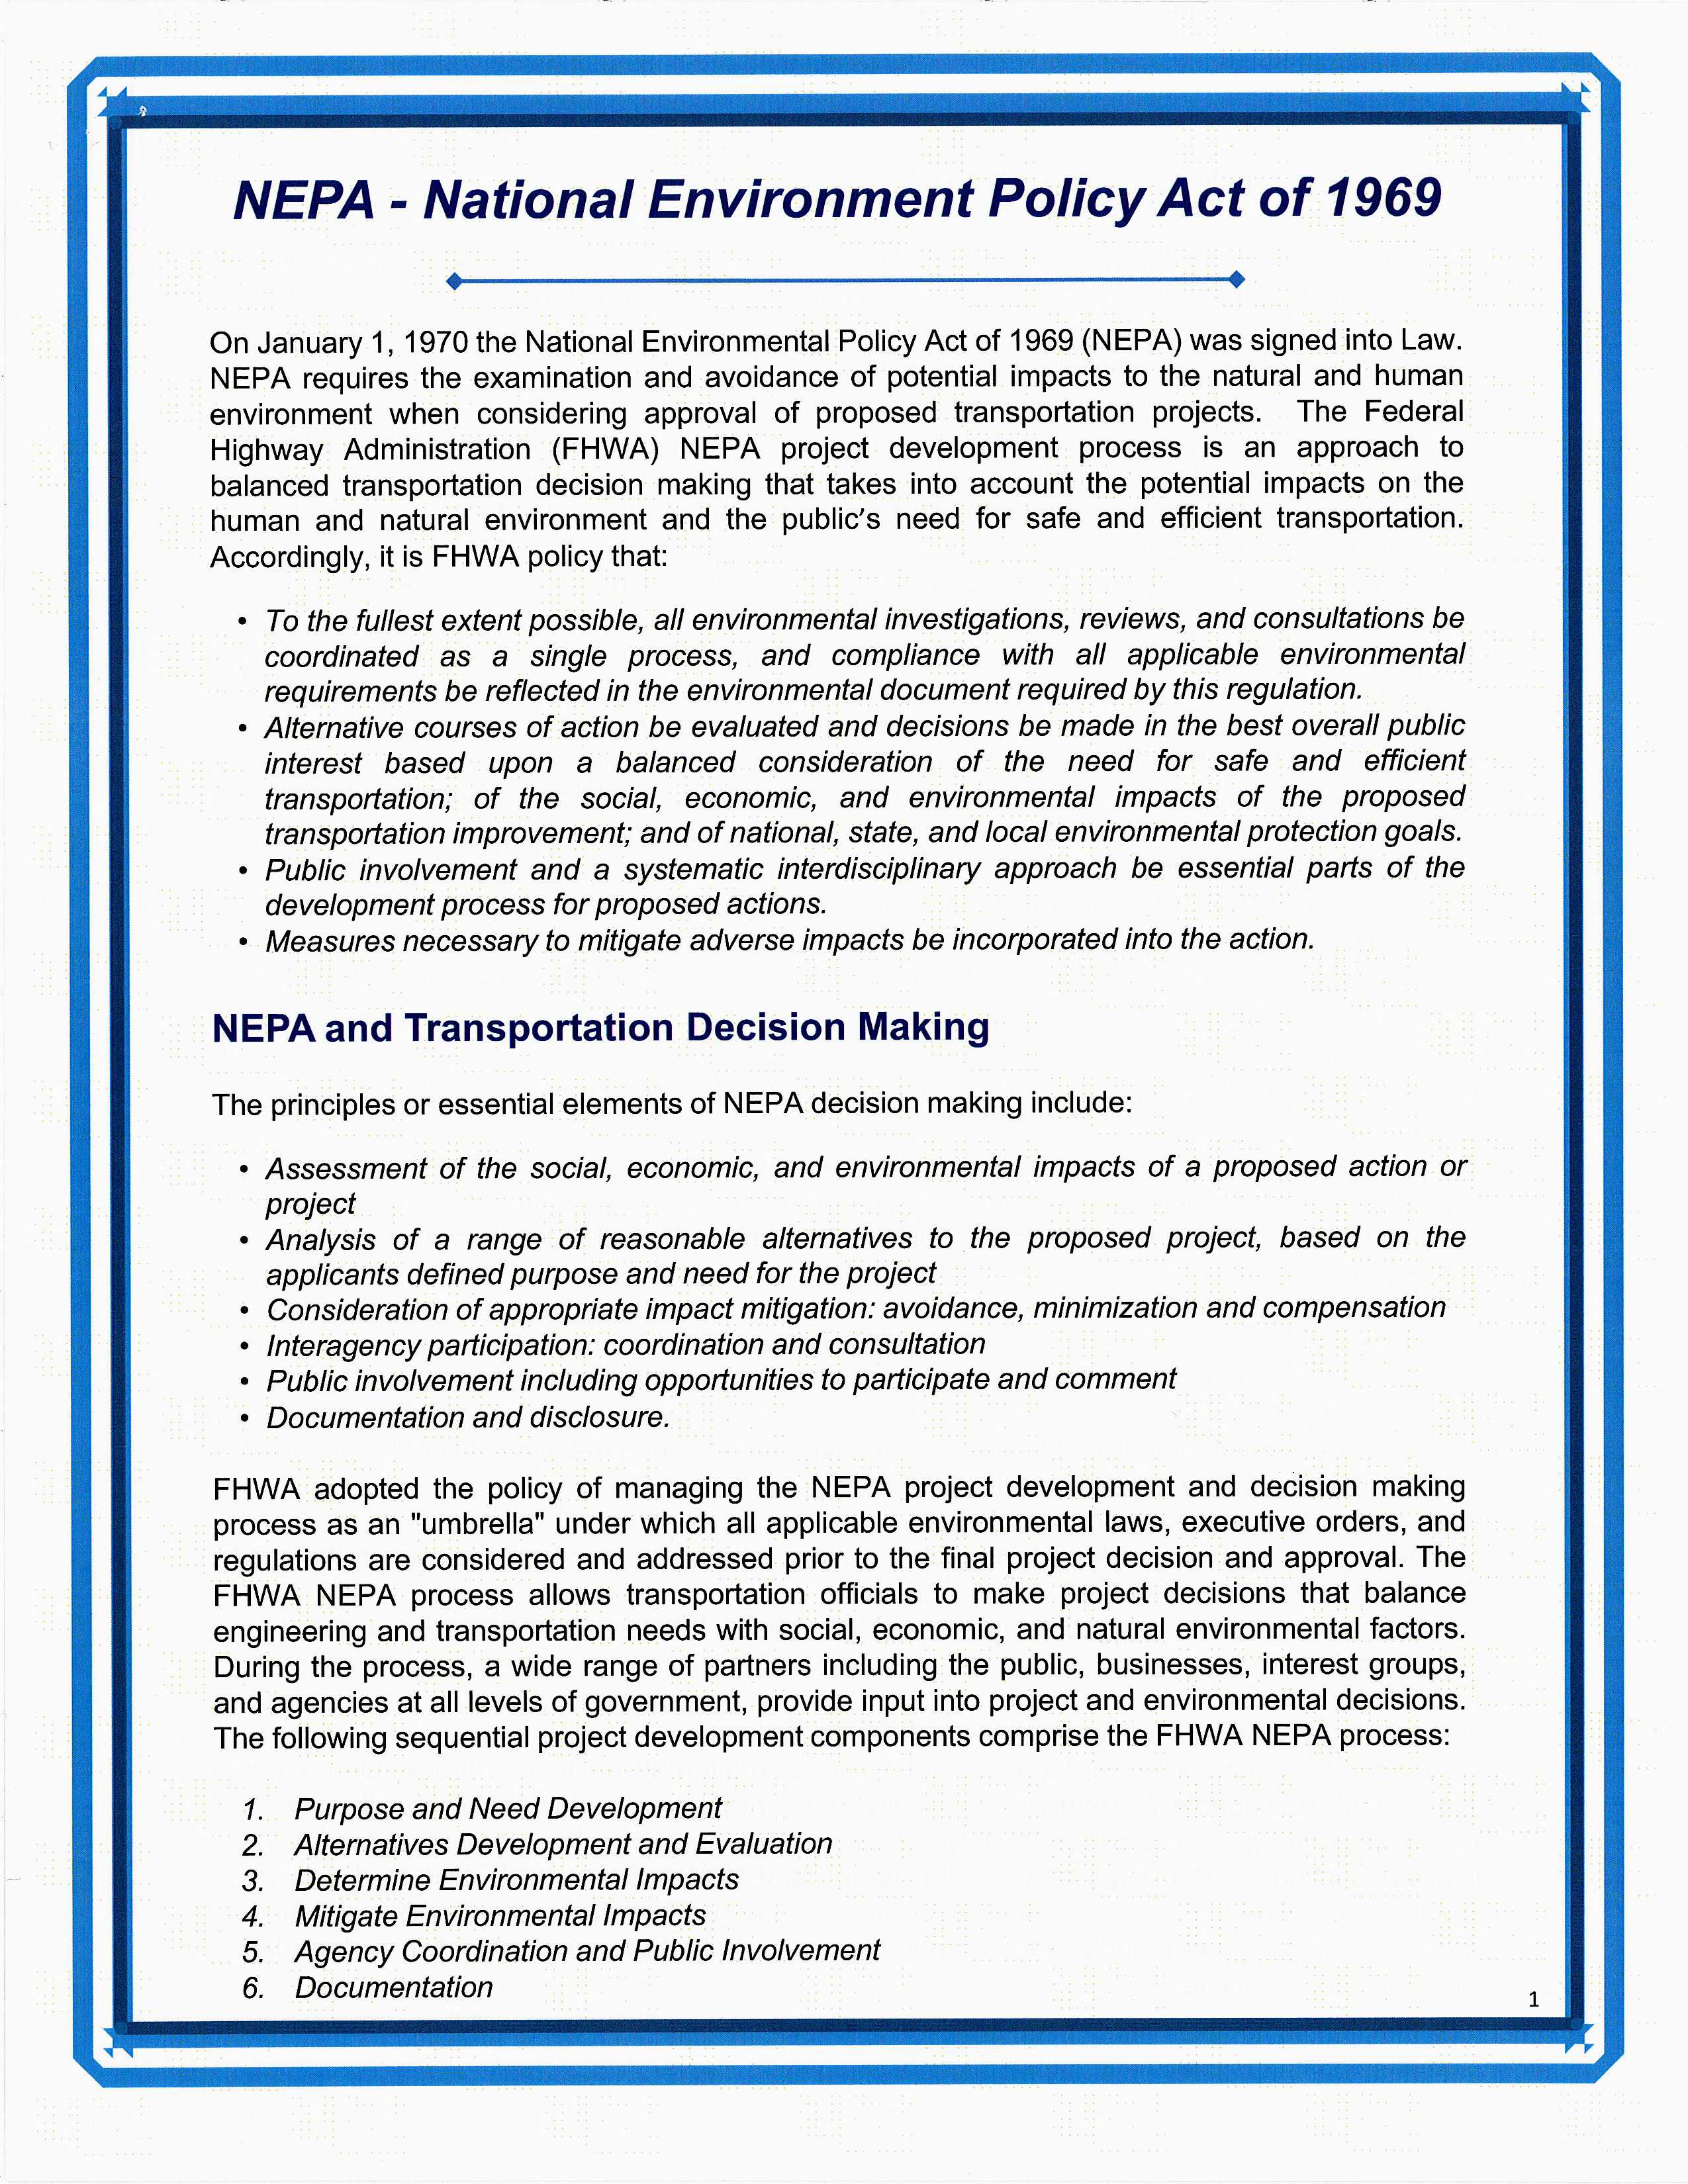 NEPA - National Environment Policy Act of 1969
On January 1, 1970 the National Environmental Policy Act of 1969 (NEPA) was signed into Law.
NEPA requires the examination and avoidance of potential impacts to the natural and human
environment when considering approval of proposed transportation projects. The Federal
Highway Administration (FHWA) NEPA project development process is an approach to
balanced transportation decision making that takes into account the potential impacts on the
human and natural environment and the public's need for safe and efficient transportation.
Accordingly, it is FHWA policy that:
• To the fullest extent possible, all environmental investigations, reviews, and consultations be
coordinated as a single process, and compliance with all applicable environmental
requirements be reflected in the environmental document required by this regulation.
• Alternative courses of action be evaluated and decisions be made in the best overall public
interest based upon a balanced consideration of the need for safe and efficient
transportation; of the social, economic, and environmental impacts of the proposed
transportation improvement; and of national, state, and local environmental protection goals.
• Public involvement and a systematic interdisciplinary approach be essential parts of the
development process for proposed actions.
• Measures necessary to mitigate adverse impacts be incorporated into the action.
NEPA and Transportation Decision Making
The principles or essential elements of NEPA decision making include:
• Assessment of the social, economic, and environmental impacts of a proposed action or
project
• Analysis of a range of reasonable alternatives to the proposed project, based on the
applicants defined purpose and need for the project
• Consideration of appropriate impact mitigation: avoidance, minimization and compensation
• Interagency participation: coordination and consultation
• Public involvement including opportunities to participate and comment
• Documentation and disclosure.
FHWA adopted the policy of managing the NEPA project development and decision making
process as an "umbrella" under which all applicable environmental laws, executive orders, and
regulations are considered and addressed prior to the final project decision and approval. The
FHWA NEPA process allows transportation officials to make project decisions that balance
engineering and transportation needs with social, economic, and natural environmental factors.
During the process, a wide range of partners including the public, businesses, interest groups,
and agencies at all levels of government, provide input into project and environmental decisions.
The following sequential project development components comprise the FHWA NEPA process:
1. Purpose and Need Development
2. Alternatives Development and Evaluation
3. Determine Environmental Impacts
4. Mitigate Environmental Impacts
5. Agency Coordination and Public Involvement
6. Documentation
1